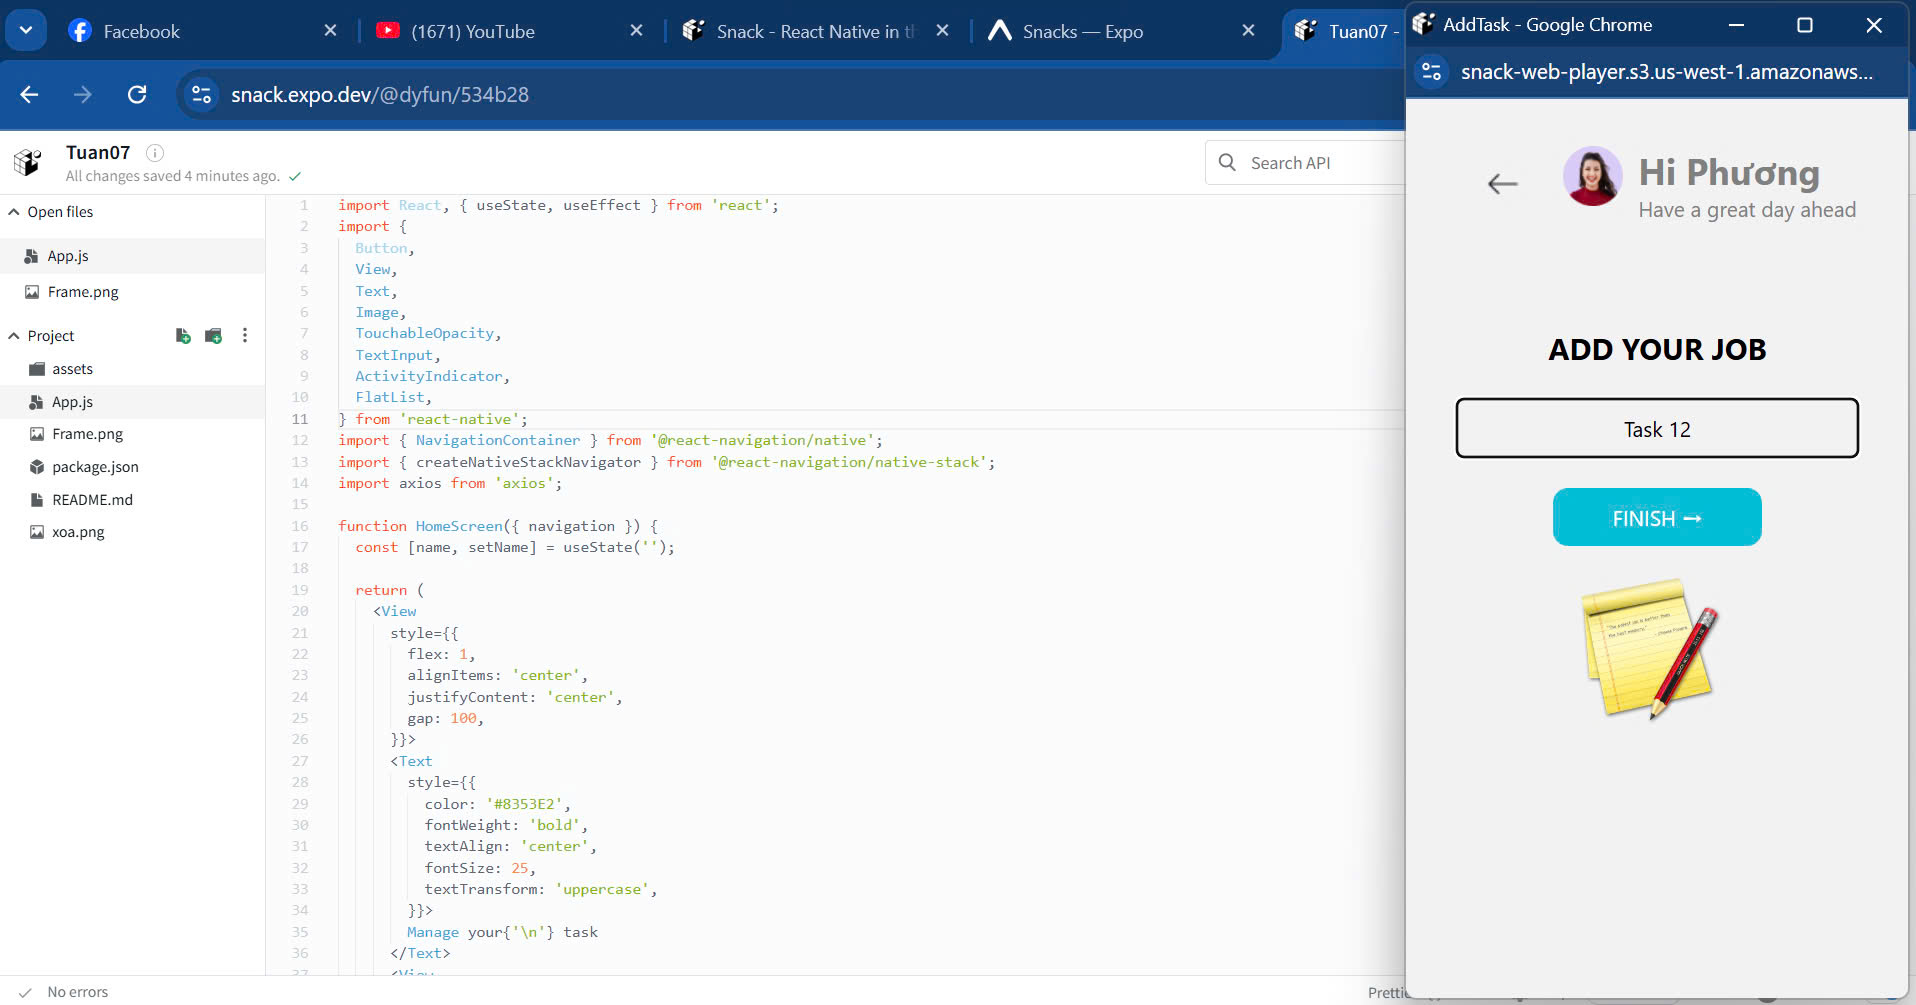 Facebook
(1671) YouTube
Snack - React Native in th
Snacks — Expo
Tuan07 -
snack.expo.dev/@dyfun/534b28
Tuan07
All changes saved 4 minutes ago.
Search API
Open files
App.js
Frame.png
Project
assets
App.js
Frame.png
package.json
README.md
xoa.png
1 import React, { useState, useEffect } from 'react';
2 import {
3 Button,
4 View,
5 Text,
6 Image,
7 TouchableOpacity,
8 TextInput,
9 ActivityIndicator,
10 FlatList,
11 } from 'react-native';
12 import { NavigationContainer } from '@react-navigation/native';
13 import { createNativeStackNavigator } from '@react-navigation/native-stack';
14 import axios from 'axios';
15
16 function HomeScreen({ navigation }) {
17 const [name, setName] = useState('');
18
19 return (
20 <View
21 style={{
22 flex: 1,
23 alignItems: 'center',
24 justifyContent: 'center',
25 gap: 100,
26 }}>
27 <Text
28 style={{
29 color: '#8353E2',
30 fontWeight: 'bold',
31 textAlign: 'center',
32 fontSize: 25,
33 textTransform: 'uppercase',
34 }}>
35 Manage your{'\n'} task
36 </Text>
37 <View
No errors
Prettie
AddTask - Google Chrome
snack-web-player.s3.us-west-1.amazonaws...
Hi Phương
Have a great day ahead
ADD YOUR JOB
Task 12
FINISH →